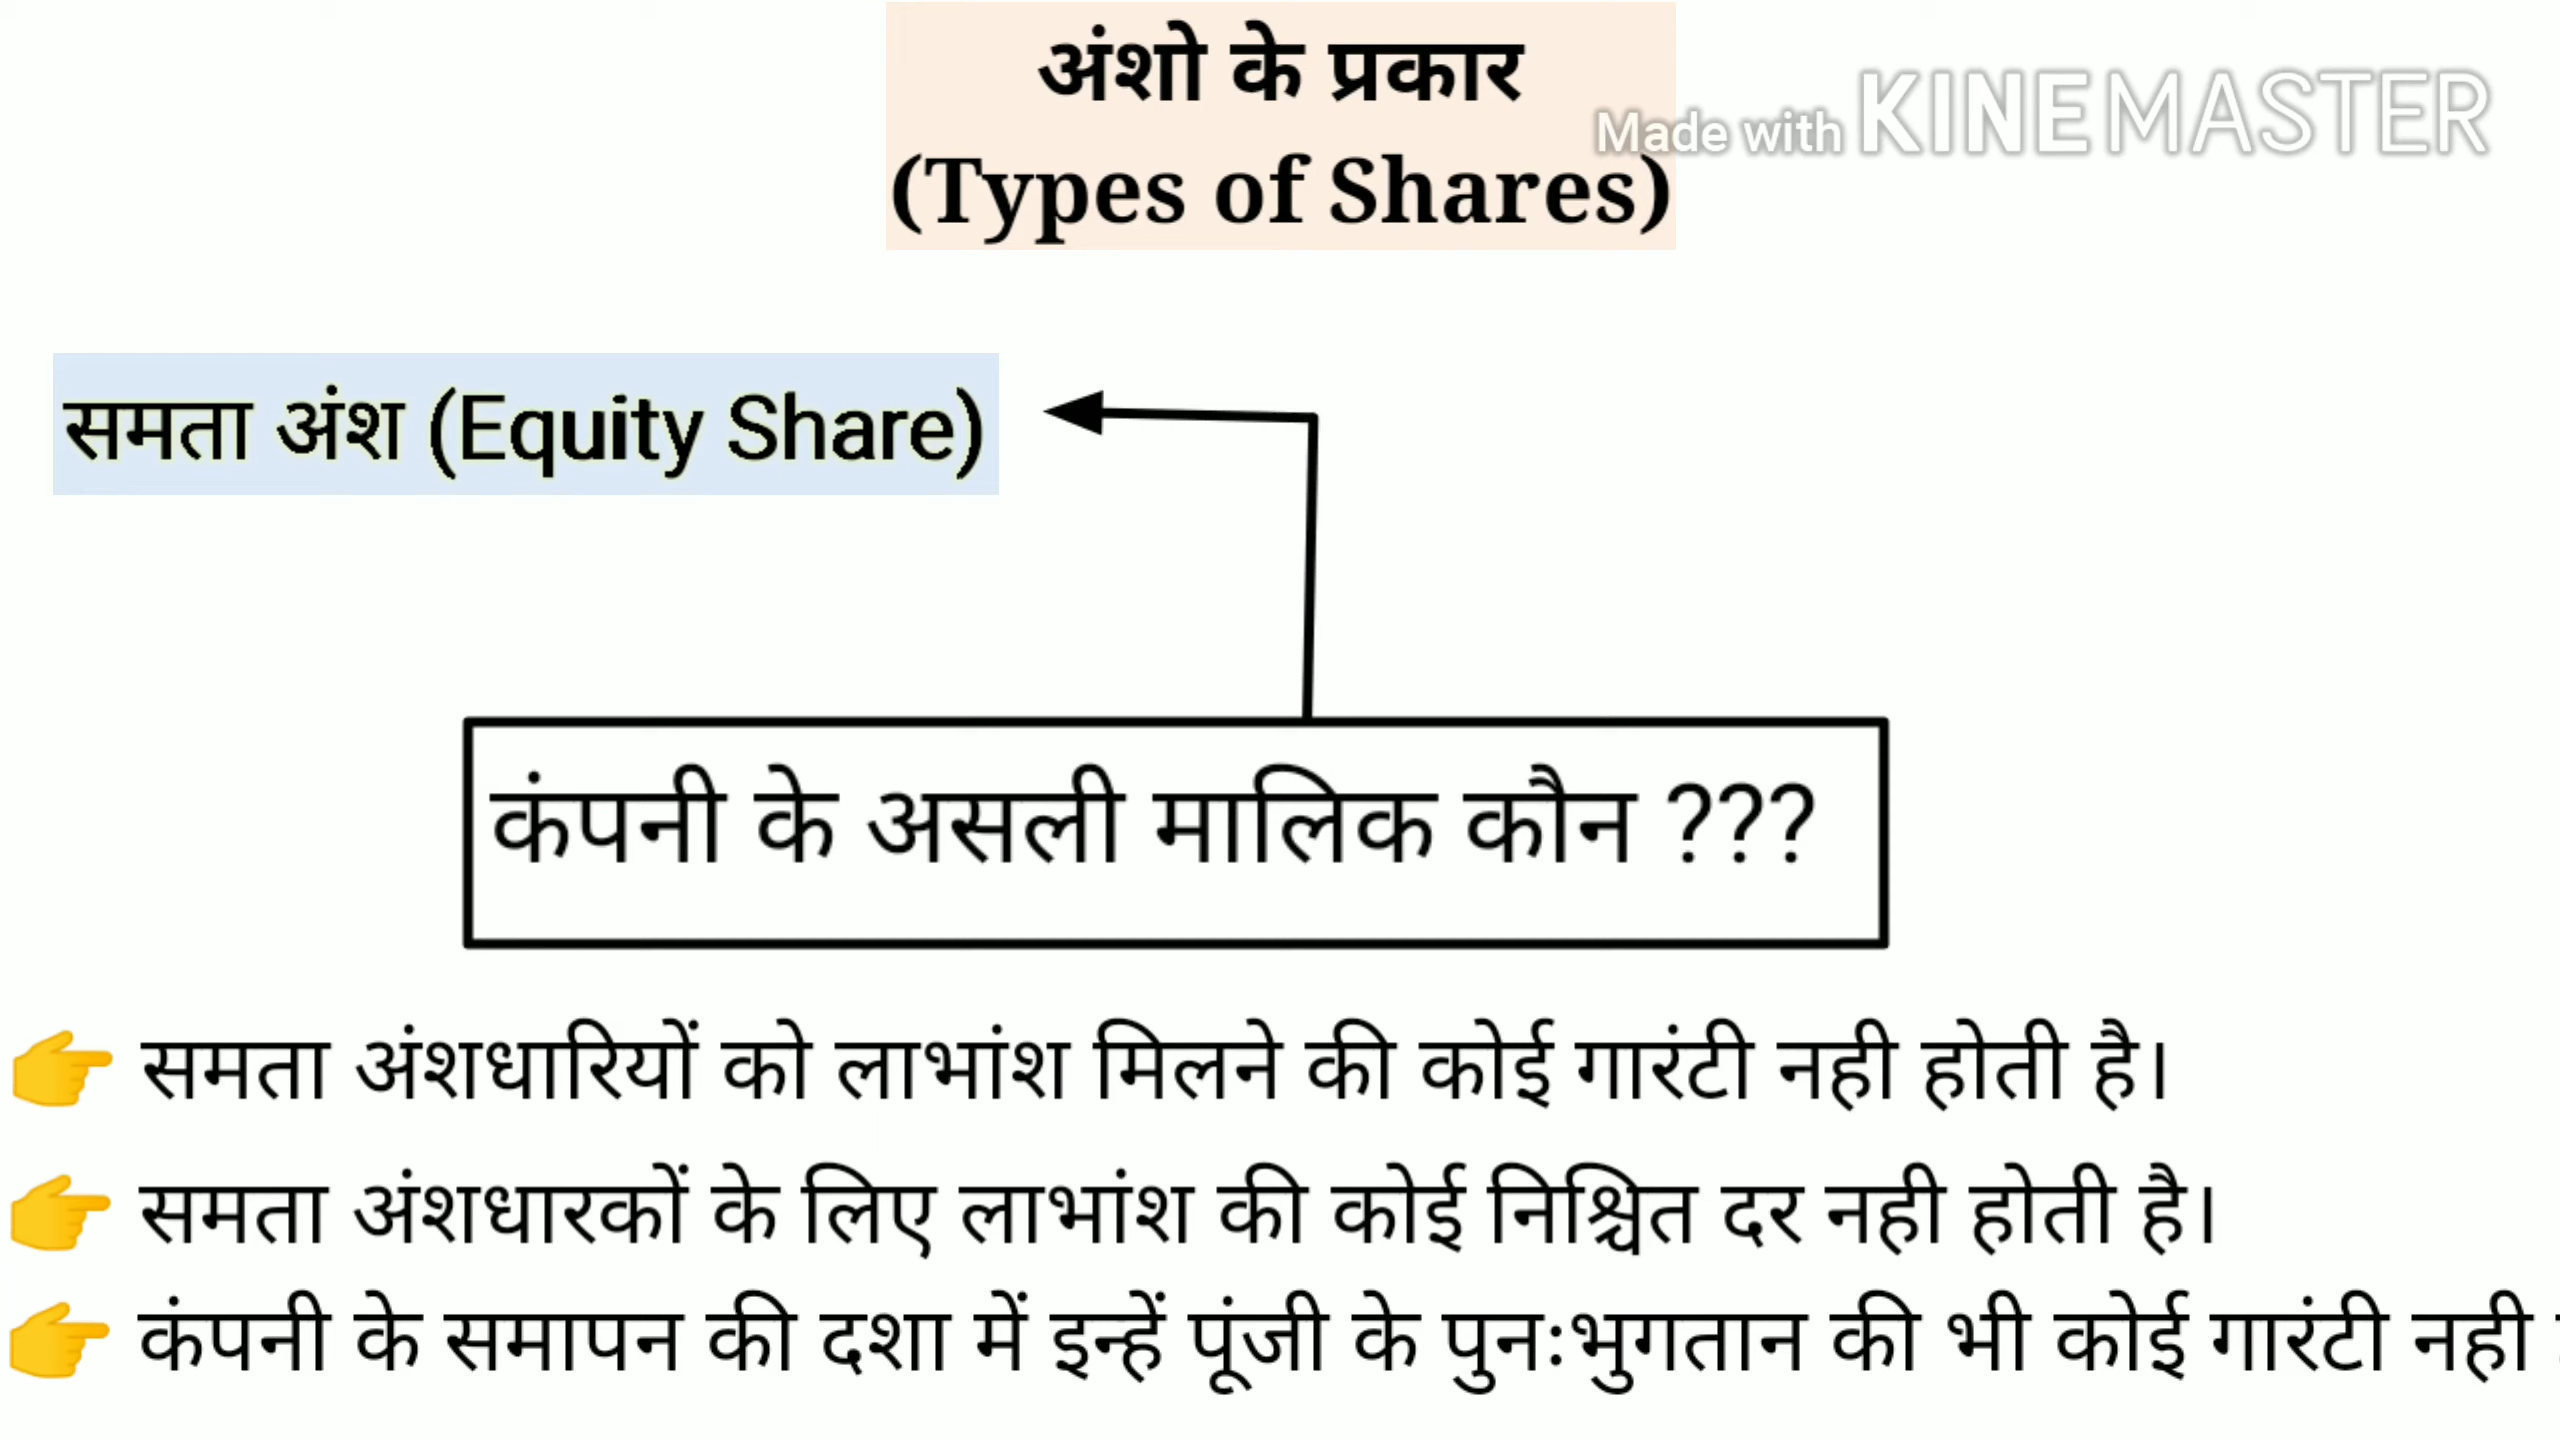 अंशो के प्रकार
(Types of Shares)
Made with KINEMASTER
समता अंश (Equity Share)
कंपनी के असली मालिक कौन ???
👉 समता अंशधारियों को लाभांश मिलने की कोई गारंटी नही होती है।
👉 समता अंशधारकों के लिए लाभांश की कोई निश्चित दर नही होती है।
👉 कंपनी के समापन की दशा में इन्हें पूंजी के पुनःभुगतान की भी कोई गारंटी नही